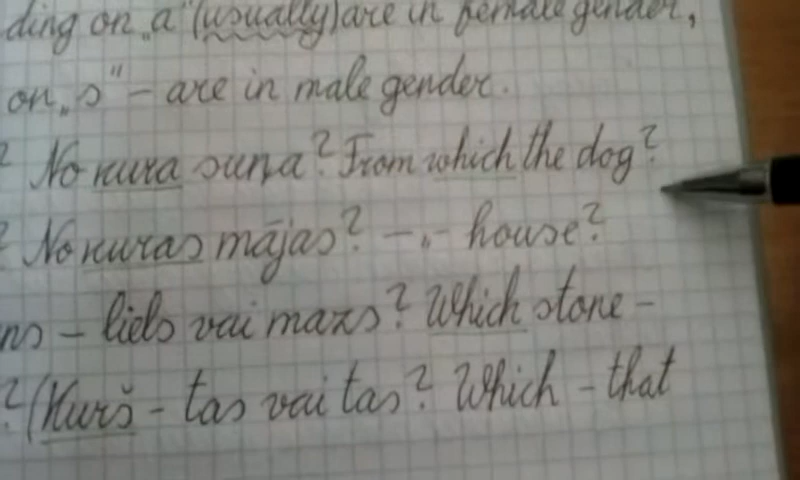 ding on „a" (usually) are in female gender,
on „s" – are in male gender.
? No kura suņa? From which the dog?
? No kuras mājas? –„– house?
ns – liels vai mazs? Which stone –
? (Kurš – tas vai tas? Which – that